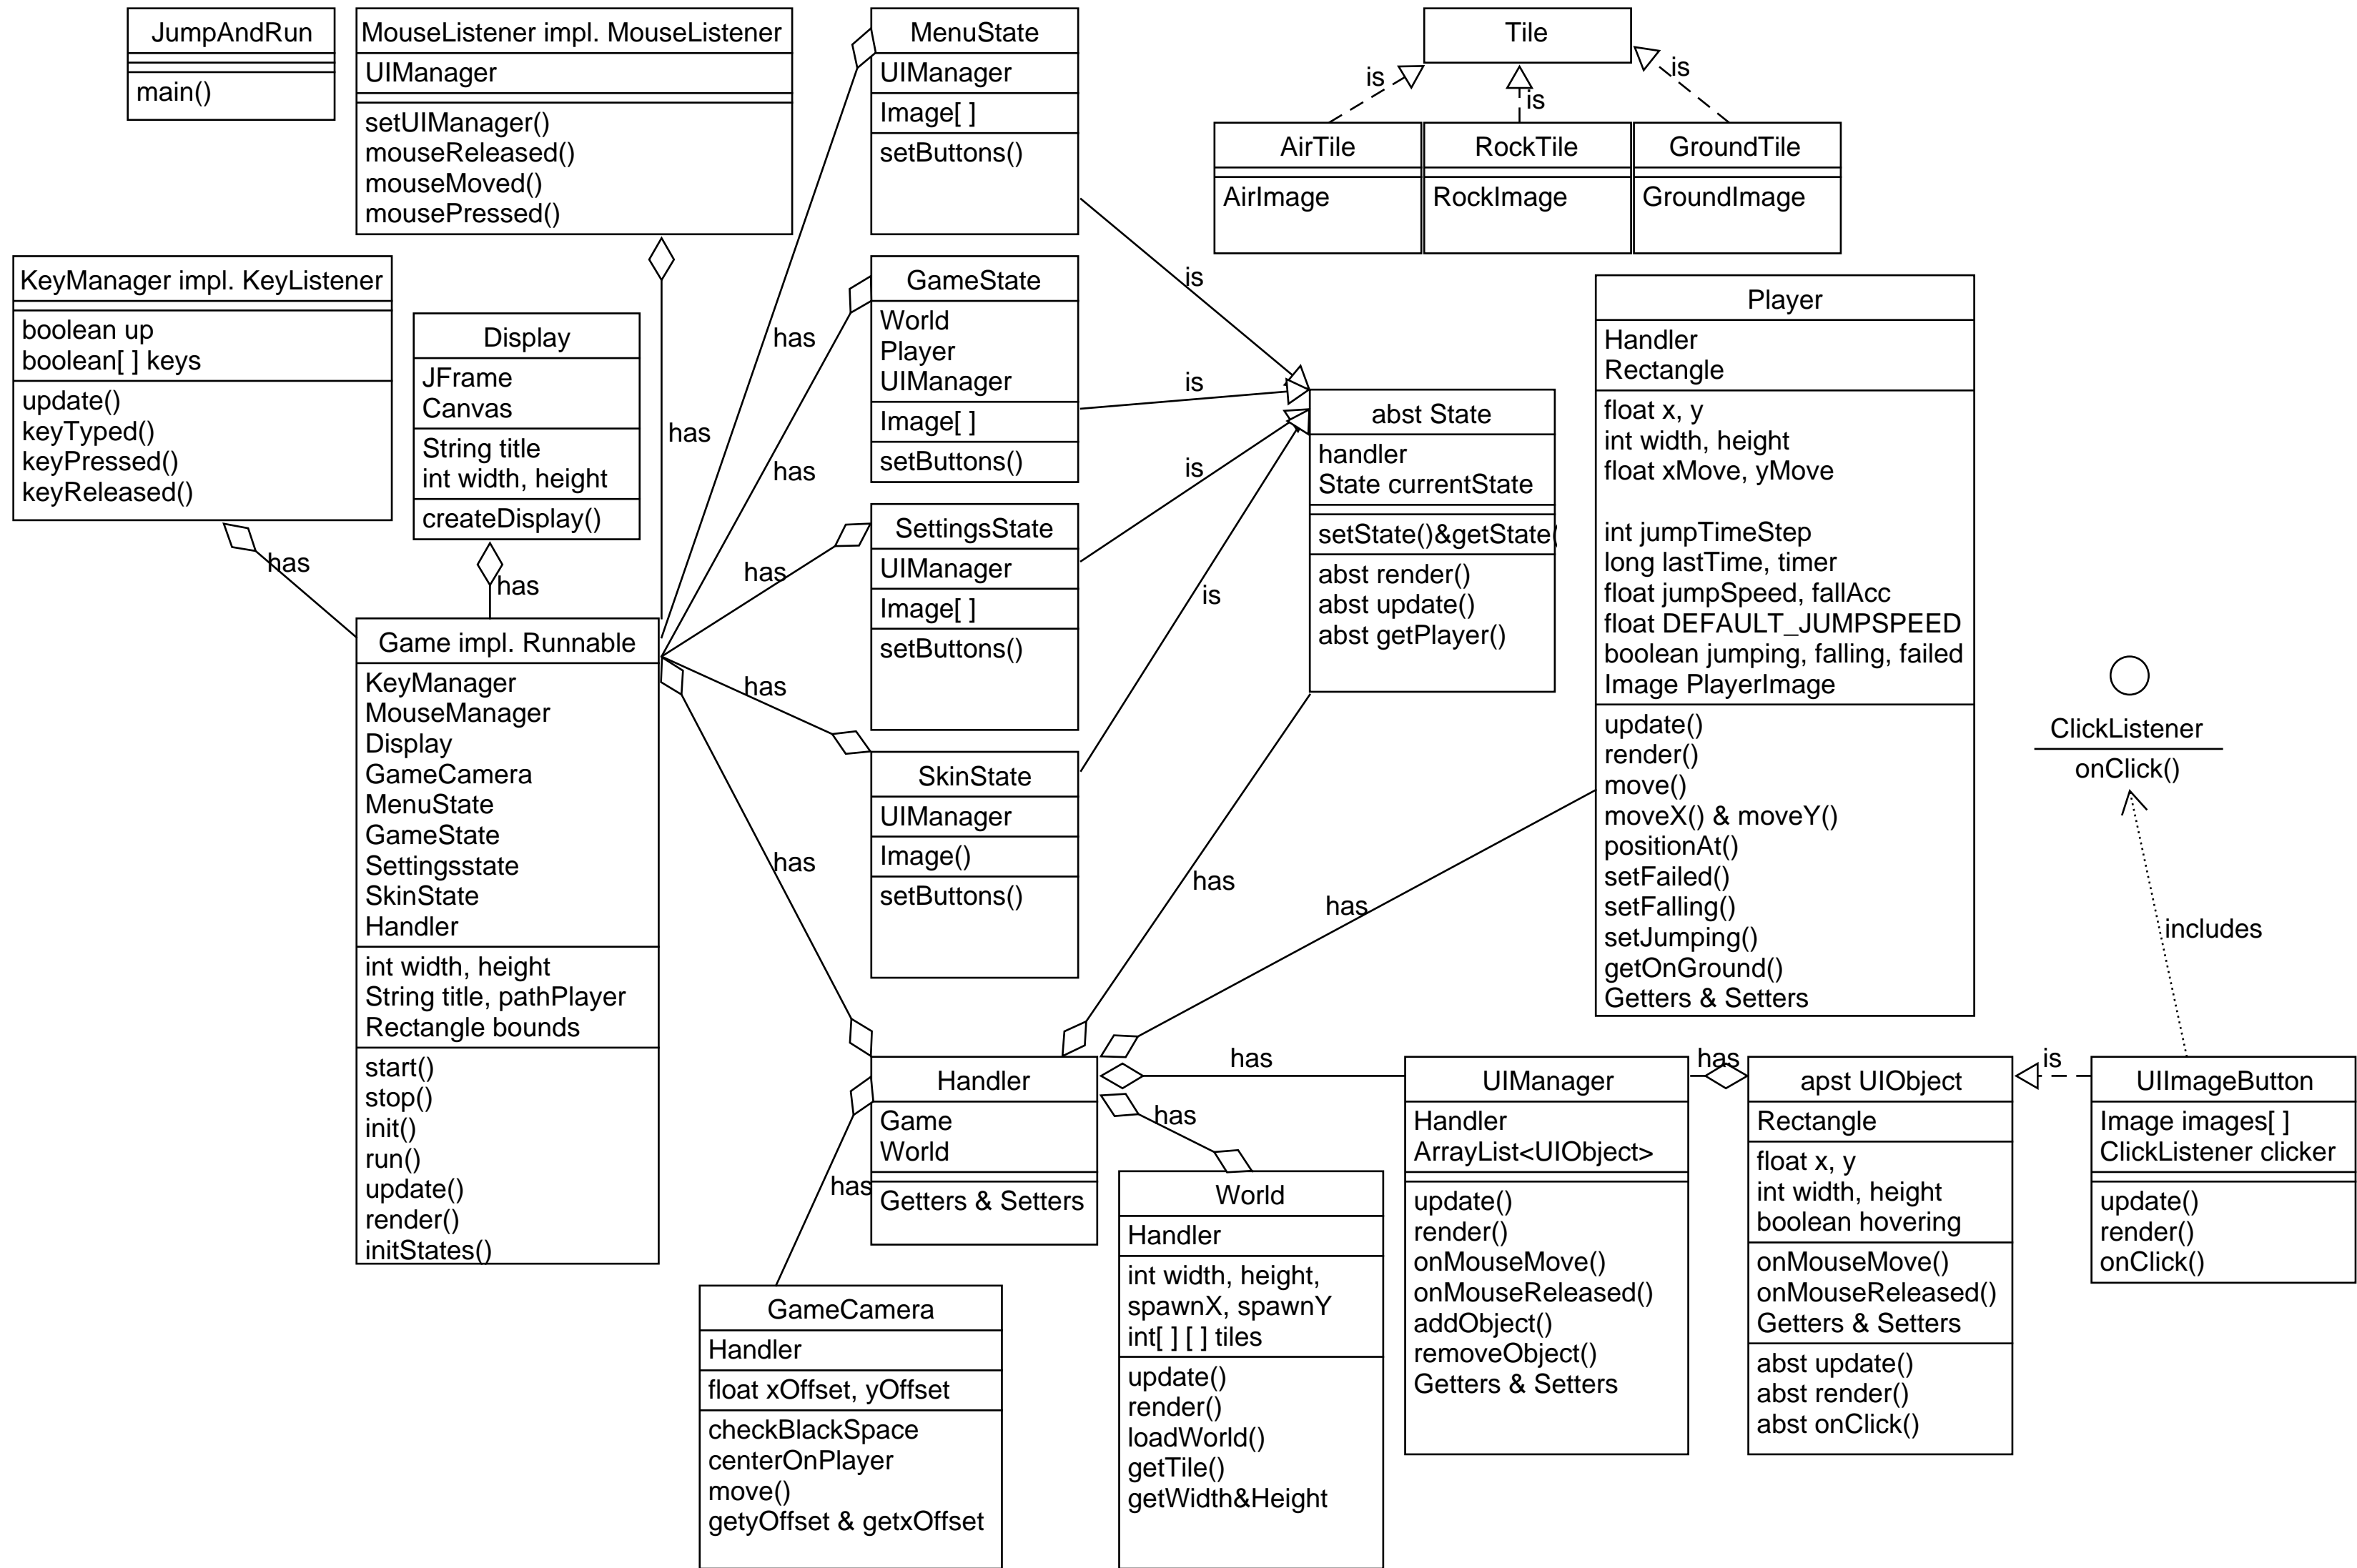 JumpAndRun
main()
MouseListener impl. MouseListener
UIManager
setUIManager()
mouseReleased()
mouseMoved()
mousePressed()
MenuState
UIManager
Image[ ]
setButtons()
Tile
is
is
is
AirTile
AirImage
RockTile
RockImage
GroundTile
GroundImage
KeyManager impl. KeyListener
boolean up
boolean[ ] keys
update()
keyTyped()
keyPressed()
keyReleased()
Display
JFrame
Canvas
String title
int width, height
createDisplay()
has
has
has
has
has
has
has
has
GameState
World
Player
UIManager
Image[ ]
setButtons()
SettingsState
UIManager
Image[ ]
setButtons()
SkinState
UIManager
Image()
setButtons()
is
is
is
is
abst State
handler
State currentState
setState()&getState(
abst render()
abst update()
abst getPlayer()
Player
Handler
Rectangle
float x, y
int width, height
float xMove, yMove
int jumpTimeStep
long lastTime, timer
float jumpSpeed, fallAcc
float DEFAULT_JUMPSPEED
boolean jumping, falling, failed
Image PlayerImage
update()
render()
move()
moveX() & moveY()
positionAt()
setFailed()
setFalling()
setJumping()
getOnGround()
Getters & Setters
ClickListener
onClick()
includes
Game impl. Runnable
KeyManager
MouseManager
Display
GameCamera
MenuState
GameState
Settingsstate
SkinState
Handler
int width, height
String title, pathPlayer
Rectangle bounds
start()
stop()
init()
run()
update()
render()
initStates()
has
has
has
has
has
has
is
Handler
Game
World
Getters & Setters
GameCamera
Handler
float xOffset, yOffset
checkBlackSpace
centerOnPlayer
move()
getyOffset & getxOffset
World
Handler
int width, height,
spawnX, spawnY
int[ ] [ ] tiles
update()
render()
loadWorld()
getTile()
getWidth&Height
UIManager
Handler
ArrayList<UIObject>
update()
render()
onMouseMove()
onMouseReleased()
addObject()
removeObject()
Getters & Setters
apst UIObject
Rectangle
float x, y
int width, height
boolean hovering
onMouseMove()
onMouseReleased()
Getters & Setters
abst update()
abst render()
abst onClick()
UIImageButton
Image images[ ]
ClickListener clicker
update()
render()
onClick()